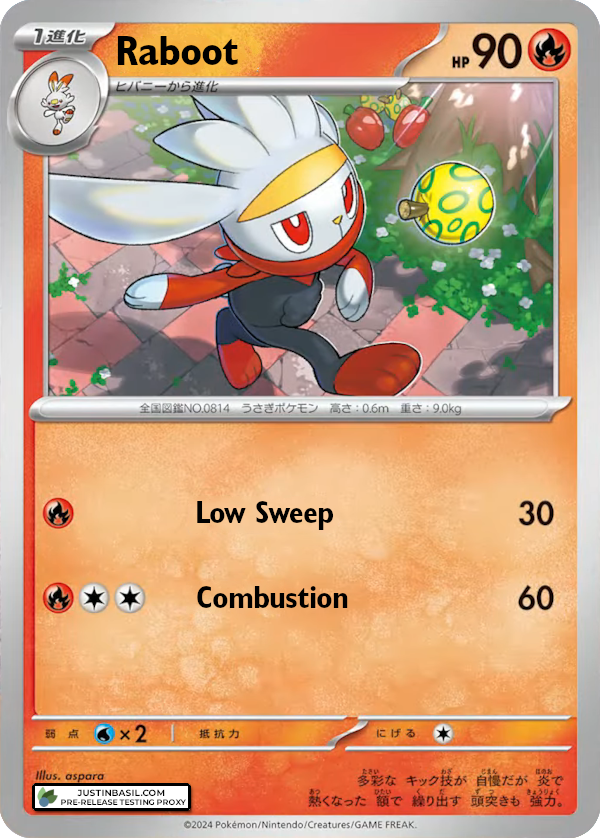 1進化
Raboot
HP 90
ヒバニーから進化
全国図鑑NO.0814 うさぎポケモン 高さ:0.6m 重さ:9.0kg
Low Sweep 30
Combustion 60
弱点 ×2 抵抗力 にげる
Illus. aspara
多彩な キック技が 自慢だが 炎で
熱くなった 額で 繰り出す 頭突きも 強力。
JUSTINBASIL.COM
PRE-RELEASE TESTING PROXY
©2024 Pokémon/Nintendo/Creatures/GAME FREAK.